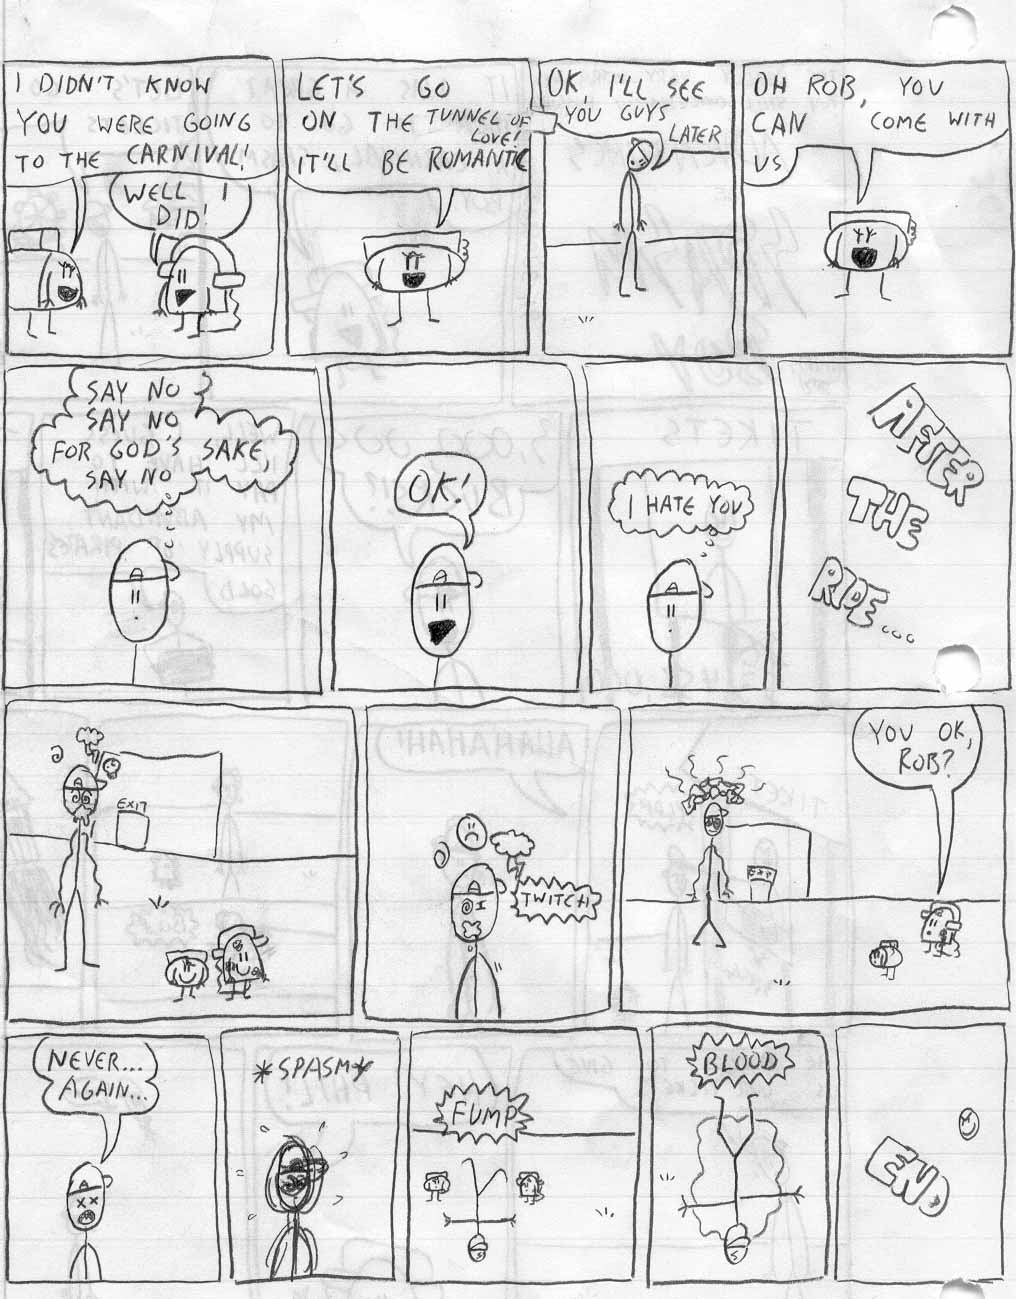 I DIDN'T KNOW
YOU WERE GOING
TO THE CARNIVAL!
WELL I
DID!
LET'S GO
ON THE TUNNEL OF
LOVE!
IT'LL BE ROMANTIC
OK, I'LL SEE
YOU GUYS
LATER
OH ROB, YOU
CAN COME WITH
US
SAY NO
SAY NO
FOR GOD'S SAKE,
SAY NO
OK!
I HATE YOU
AFTER
THE
RIDE...
EXIT
TWITCH
EXIT
YOU OK,
ROB?
NEVER...
AGAIN...
*SPASM*
FUMP
BLOOD
END